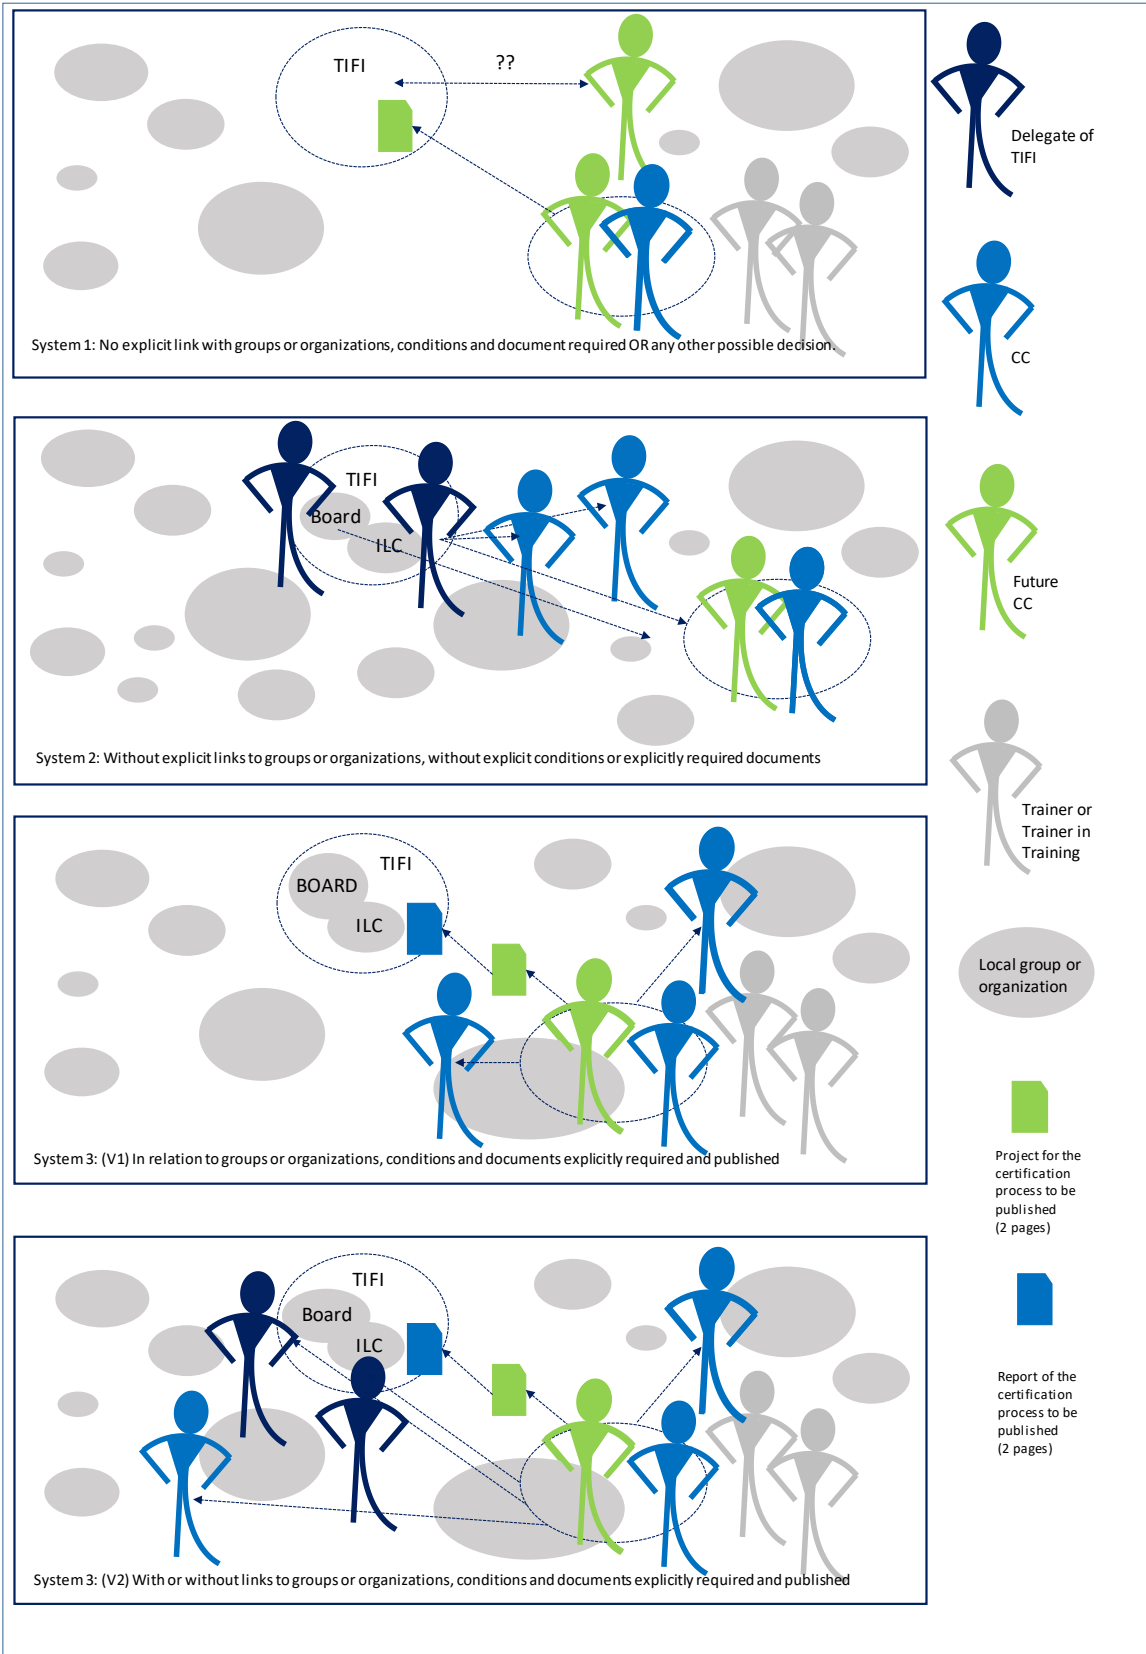 TIFI
??
System 1: No explicit link with groups or organizations, conditions and document required OR any other possible decision.
Delegate of
TIFI
CC
TIFI
Board
ILC
System 2: Without explicit links to groups or organizations, without explicit conditions or explicitly required documents
Future
CC
Trainer or
Trainer in
Training
TIFI
BOARD
ILC
System 3: (V1) In relation to groups or organizations, conditions and documents explicitly required and published
Local group or
organization
Project for the
certification
process to be
published
(2 pages)
TIFI
Board
ILC
System 3: (V2) With or without links to groups or organizations, conditions and documents explicitly required and published
Report of the
certification
process to be
published
(2 pages)